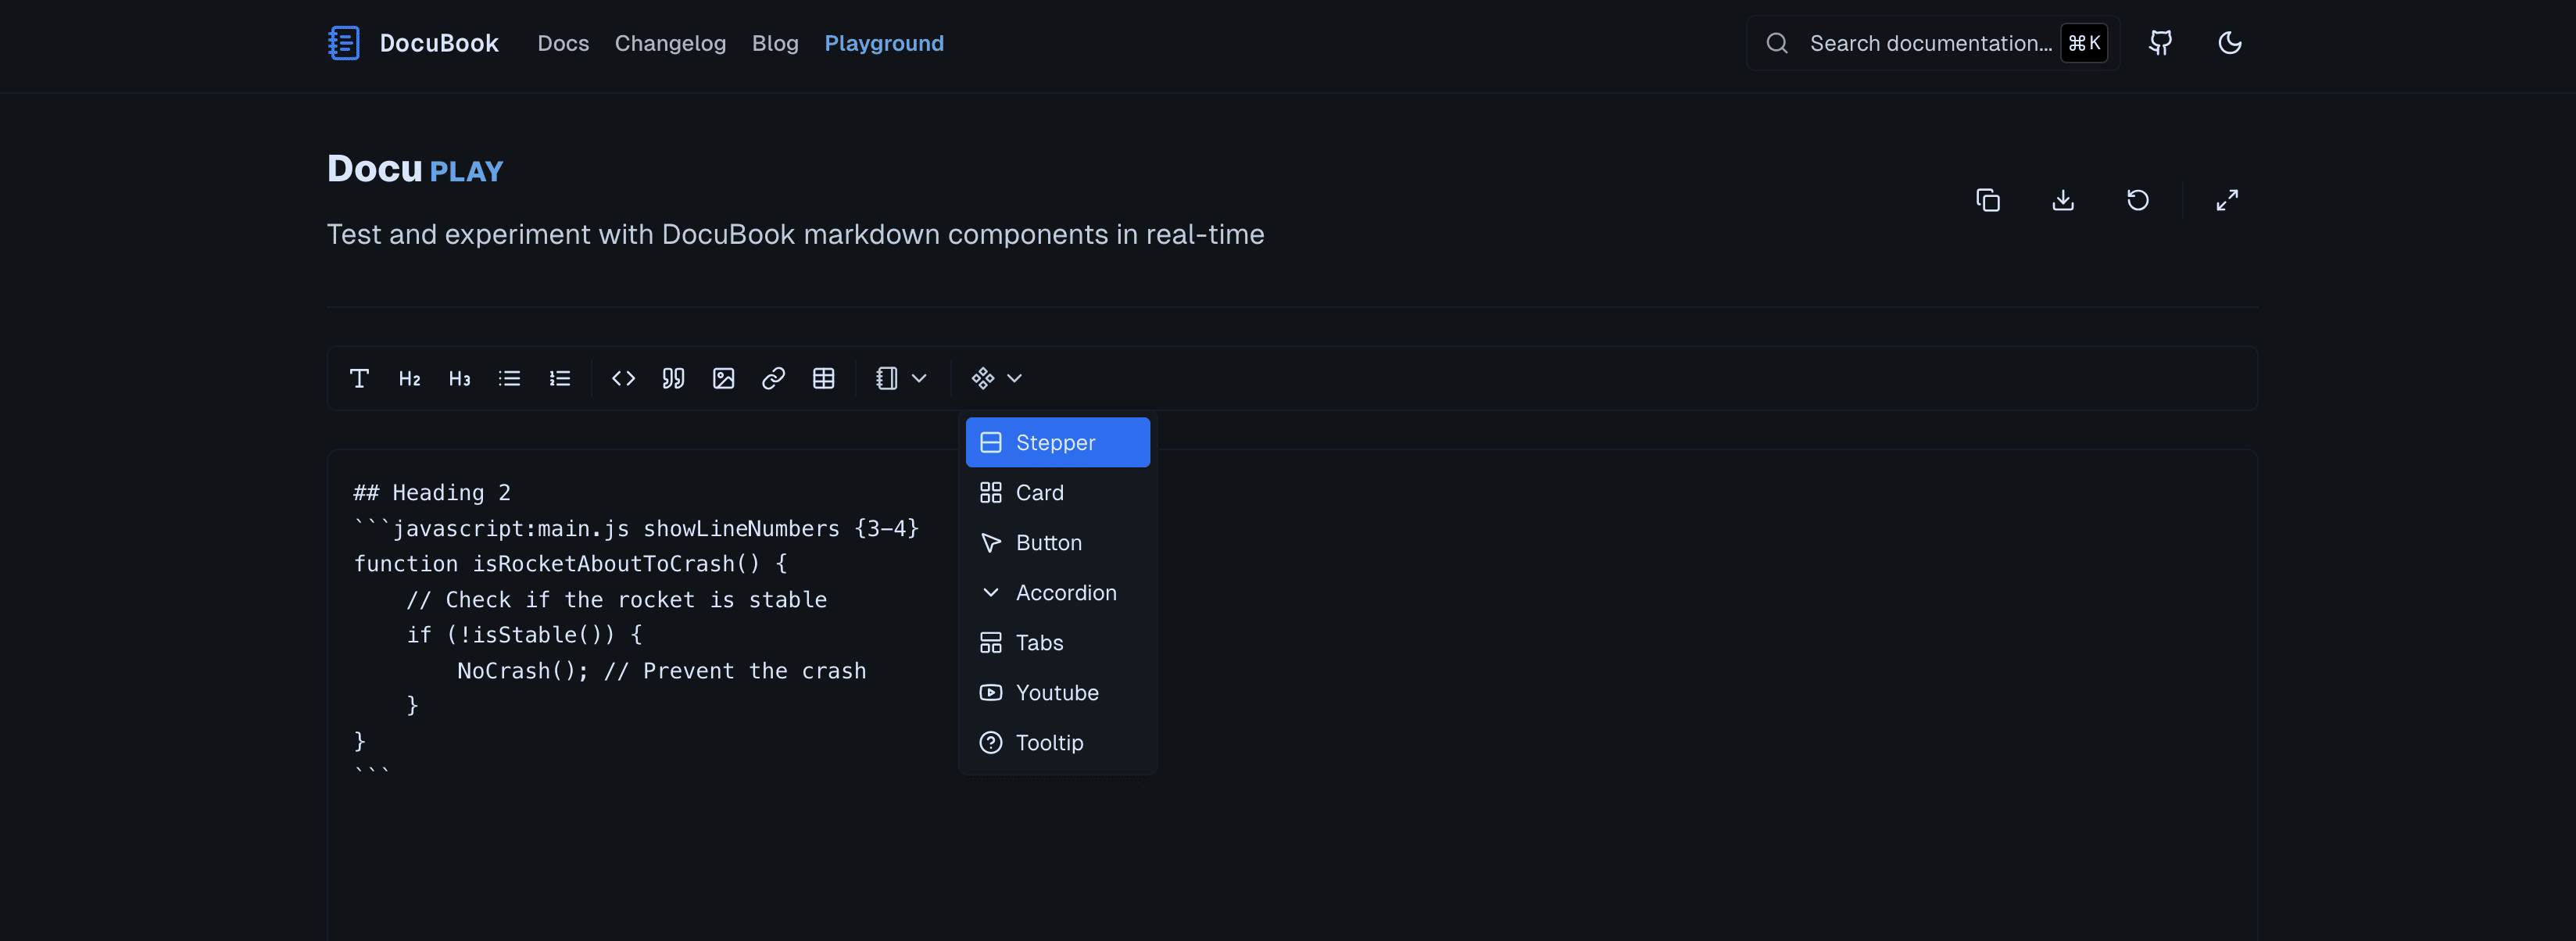 DocuBook Docs Changelog Blog Playground Search documentation... ⌘K
Docu PLAY
Test and experiment with DocuBook markdown components in real-time
H2 H3
Stepper
Card
Button
Accordion
Tabs
Youtube
Tooltip
## Heading 2
```javascript:main.js showLineNumbers {3-4}
function isRocketAboutToCrash() {
    // Check if the rocket is stable
    if (!isStable()) {
        NoCrash(); // Prevent the crash
    }
}
```